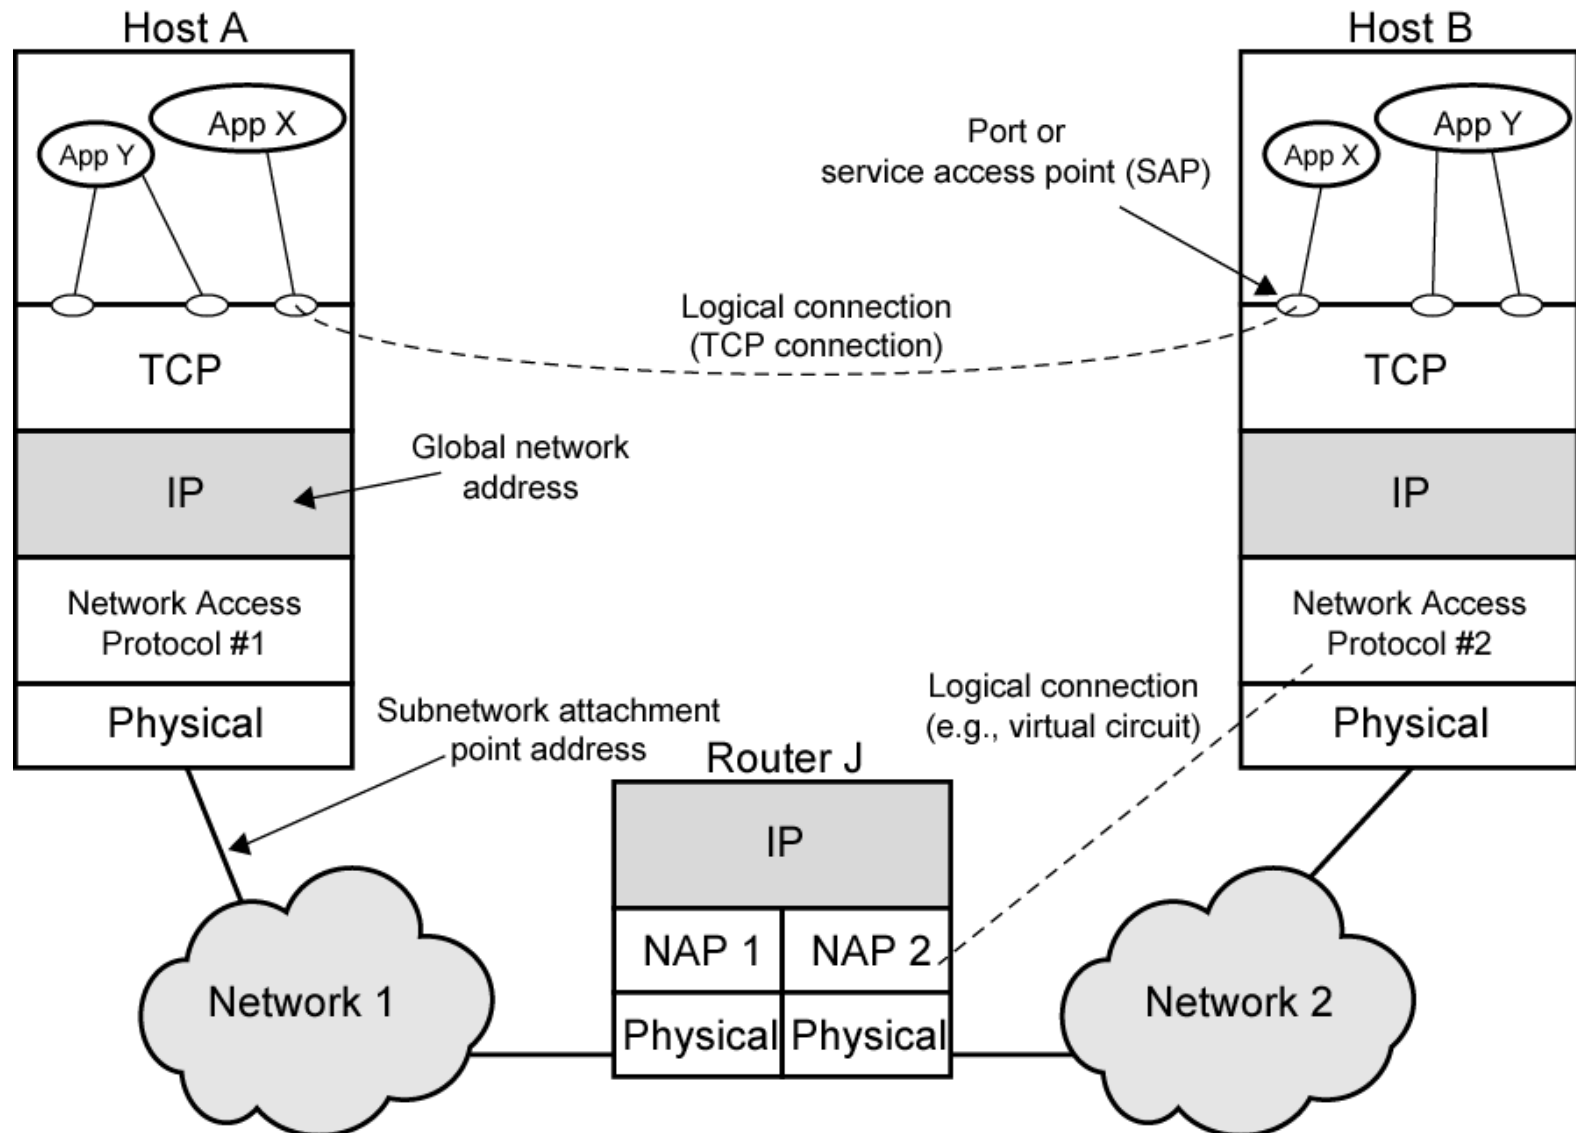 Host A
Host B
App X
App Y
Port or
service access point (SAP)
App Y
App X
Logical connection
(TCP connection)
TCP
TCP
Global network
address
IP
IP
Network Access
Protocol #1
Network Access
Protocol #2
Logical connection
(e.g., virtual circuit)
Physical
Subnetwork attachment
point address
Physical
Router J
IP
NAP 1
NAP 2
Network 1
Network 2
Physical
Physical